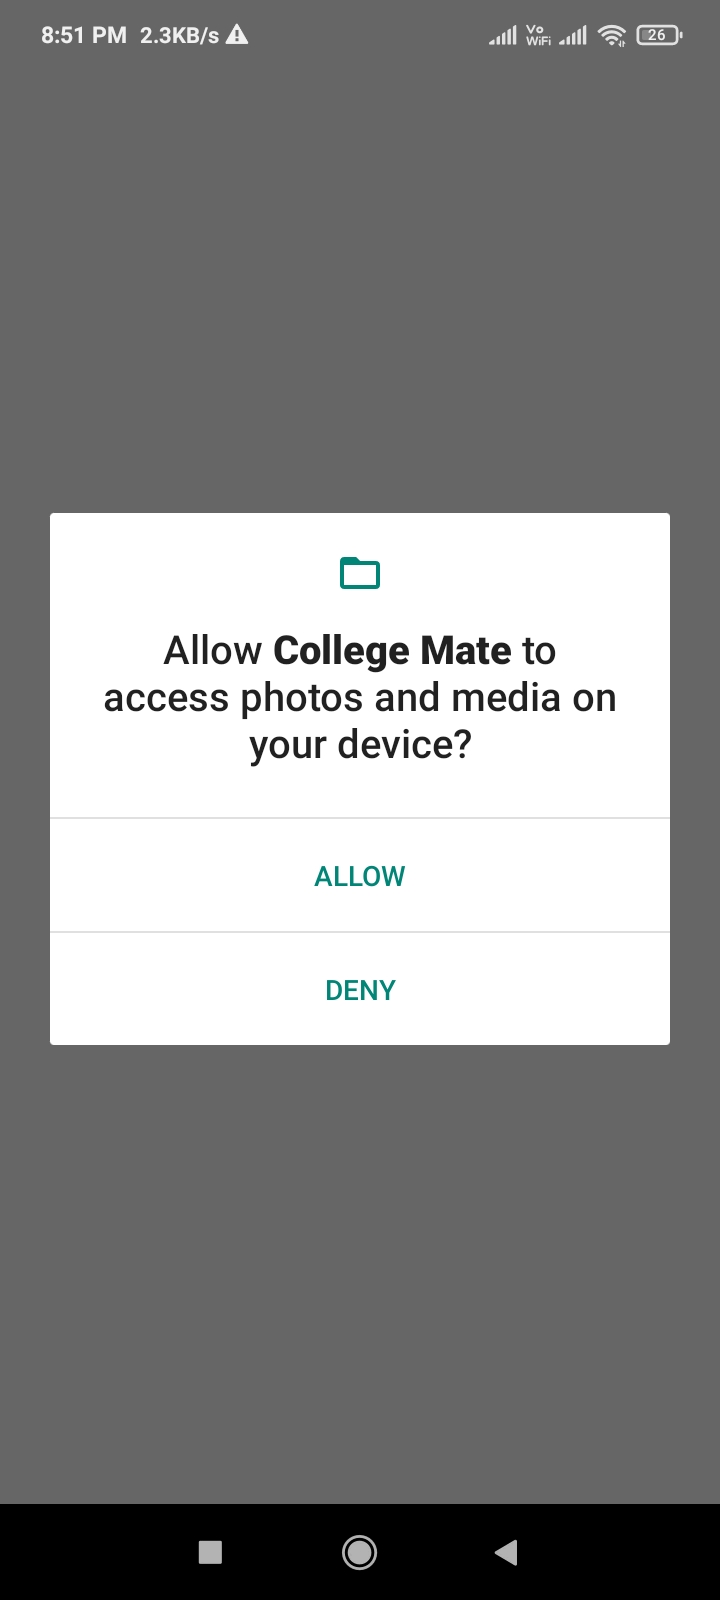 8:51 PM 2.3KB/s Vo WiFi 26
Allow College Mate to
access photos and media on
your device?
ALLOW
DENY